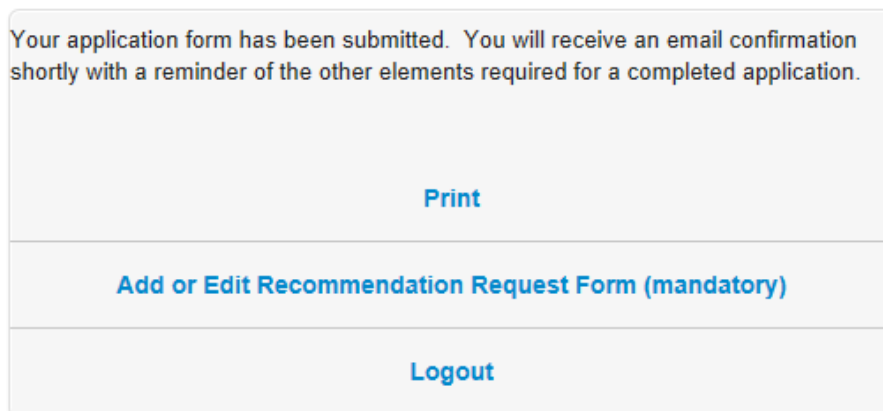 Your application form has been submitted.  You will receive an email confirmation
shortly with a reminder of the other elements required for a completed application.
Print
Add or Edit Recommendation Request Form (mandatory)
Logout